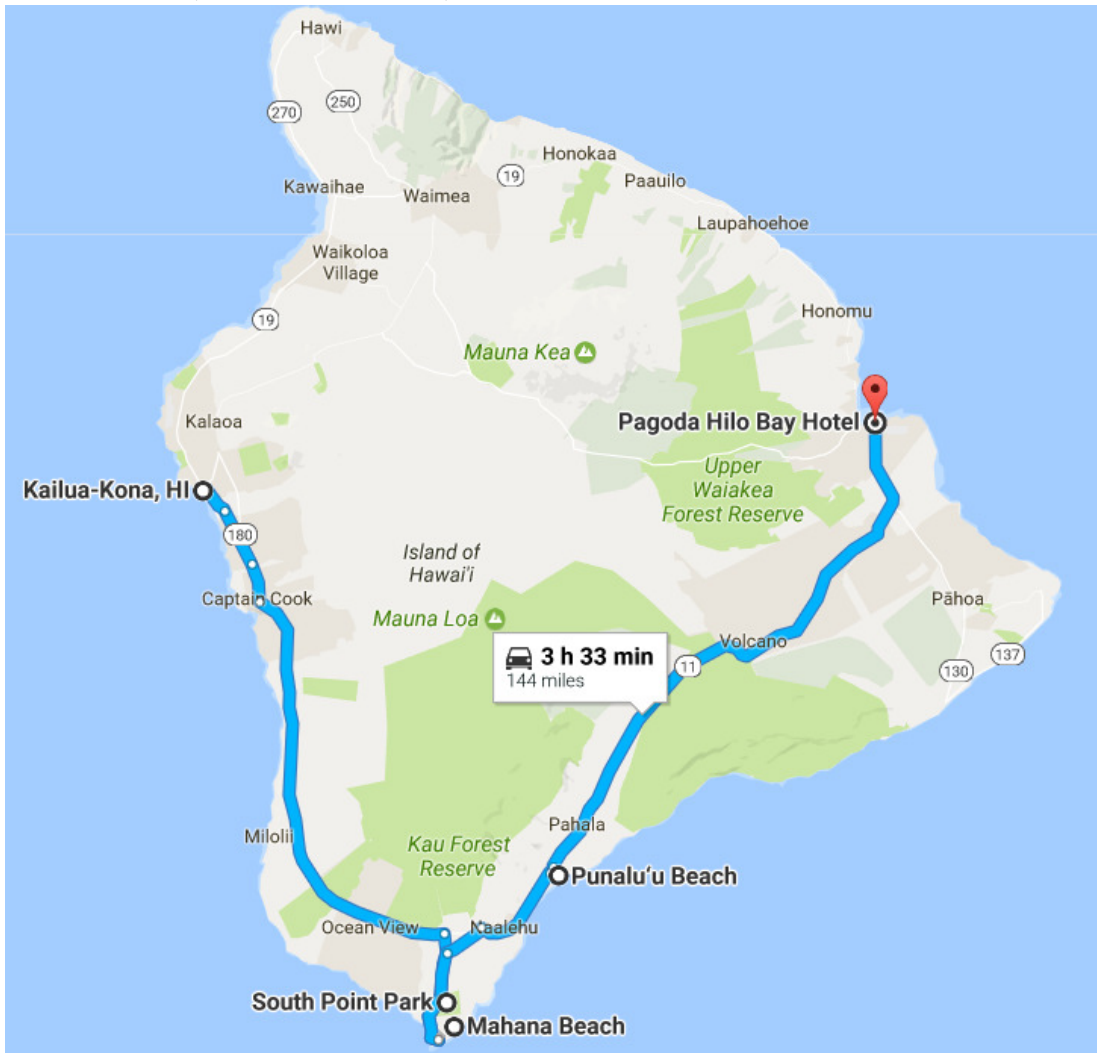 Hawi
250
270
Honokaa
19
Kawaihae
Waimea
Paauilo
Laupahoehoe
Waikoloa
Village
Honomu
19
Mauna Kea
Kalaoa
Pagoda Hilo Bay Hotel
Upper
Waiakea
Forest Reserve
Kailua-Kona, HI
180
Island of
Hawai'i
Captain Cook
Pāhoa
Mauna Loa
Volcano
137
3 h 33 min
144 miles
11
130
Pahala
Milolii
Kau Forest
Reserve
Punalu‘u Beach
Ocean View
Naalehu
South Point Park
Mahana Beach